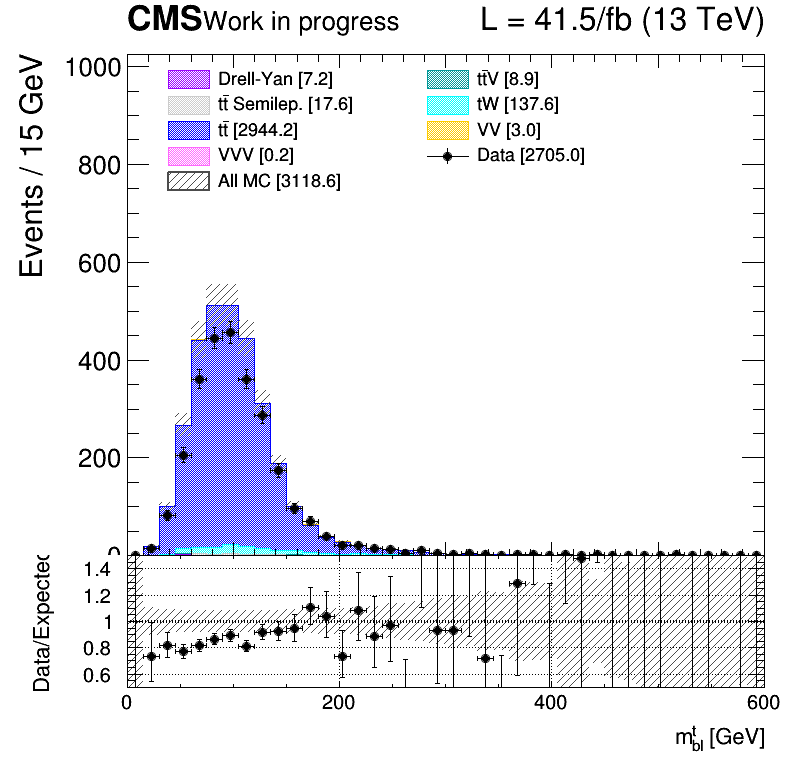 CMS Work in progress L = 41.5/fb (13 TeV)
Events / 15 GeV
1000
800
600
400
200
0
Drell-Yan [7.2]
tt̄ Semilep. [17.6]
tt̄ [2944.2]
VVV [0.2]
All MC [3118.6]
tt̄V [8.9]
tW [137.6]
VV [3.0]
Data [2705.0]
Data/Expected
1.4
1.2
1
0.8
0.6
0 200 400 600
m^t_bl [GeV]